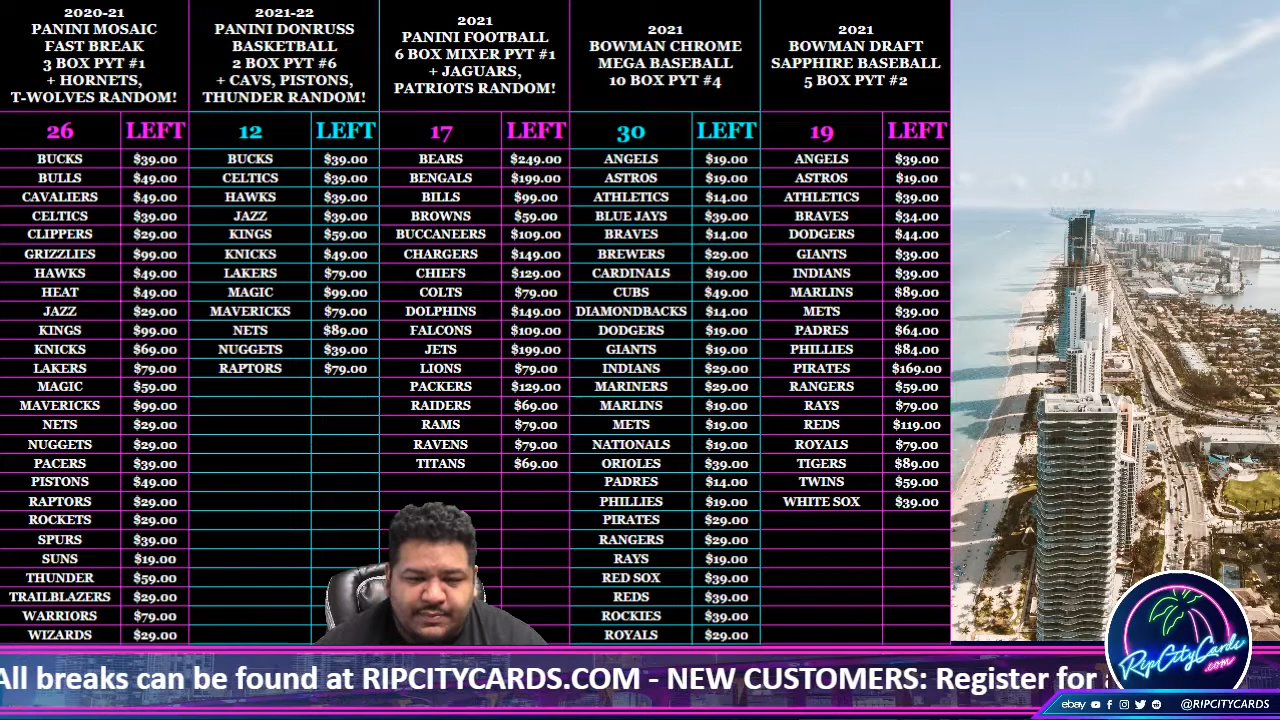 2020-21
PANINI MOSAIC
FAST BREAK
3 BOX PYT #1
+ HORNETS,
T-WOLVES RANDOM!
26 LEFT
BUCKS $39.00
BULLS $49.00
CAVALIERS $49.00
CELTICS $39.00
CLIPPERS $29.00
GRIZZLIES $99.00
HAWKS $49.00
HEAT $49.00
JAZZ $29.00
KINGS $99.00
KNICKS $69.00
LAKERS $79.00
MAGIC $59.00
MAVERICKS $99.00
NETS $29.00
NUGGETS $29.00
PACERS $39.00
PISTONS $49.00
RAPTORS $29.00
ROCKETS $29.00
SPURS $39.00
SUNS $19.00
THUNDER $59.00
TRAILBLAZERS $29.00
WARRIORS $79.00
WIZARDS $29.00
2021-22
PANINI DONRUSS
BASKETBALL
2 BOX PYT #6
+ CAVS, PISTONS,
THUNDER RANDOM!
12 LEFT
BUCKS $39.00
CELTICS $39.00
HAWKS $39.00
JAZZ $39.00
KINGS $59.00
KNICKS $49.00
LAKERS $79.00
MAGIC $99.00
MAVERICKS $79.00
NETS $89.00
NUGGETS $39.00
RAPTORS $79.00
2021
PANINI FOOTBALL
6 BOX MIXER PYT #1
+ JAGUARS,
PATRIOTS RANDOM!
17 LEFT
BEARS $249.00
BENGALS $199.00
BILLS $99.00
BROWNS $59.00
BUCCANEERS $109.00
CHARGERS $149.00
CHIEFS $129.00
COLTS $79.00
DOLPHINS $149.00
FALCONS $109.00
JETS $199.00
LIONS $79.00
PACKERS $129.00
RAIDERS $69.00
RAMS $79.00
RAVENS $79.00
TITANS $69.00
2021
BOWMAN CHROME
MEGA BASEBALL
10 BOX PYT #4
30 LEFT
ANGELS $19.00
ASTROS $19.00
ATHLETICS $14.00
BLUE JAYS $39.00
BRAVES $14.00
BREWERS $29.00
CARDINALS $19.00
CUBS $49.00
DIAMONDBACKS $14.00
DODGERS $19.00
GIANTS $19.00
INDIANS $29.00
MARINERS $29.00
MARLINS $19.00
METS $19.00
NATIONALS $19.00
ORIOLES $39.00
PADRES $14.00
PHILLIES $19.00
PIRATES $29.00
RANGERS $29.00
RAYS $19.00
RED SOX $39.00
REDS $39.00
ROCKIES $39.00
ROYALS $29.00
2021
BOWMAN DRAFT
SAPPHIRE BASEBALL
5 BOX PYT #2
19 LEFT
ANGELS $39.00
ASTROS $19.00
ATHLETICS $39.00
BRAVES $34.00
DODGERS $44.00
GIANTS $39.00
INDIANS $39.00
MARLINS $89.00
METS $39.00
PADRES $64.00
PHILLIES $84.00
PIRATES $169.00
RANGERS $59.00
RAYS $79.00
REDS $119.00
ROYALS $79.00
TIGERS $89.00
TWINS $59.00
WHITE SOX $39.00
All breaks can be found at RIPCITYCARDS.COM - NEW CUSTOMERS: Register for
RipCityCards
.com
ebay @RIPCITYCARDS